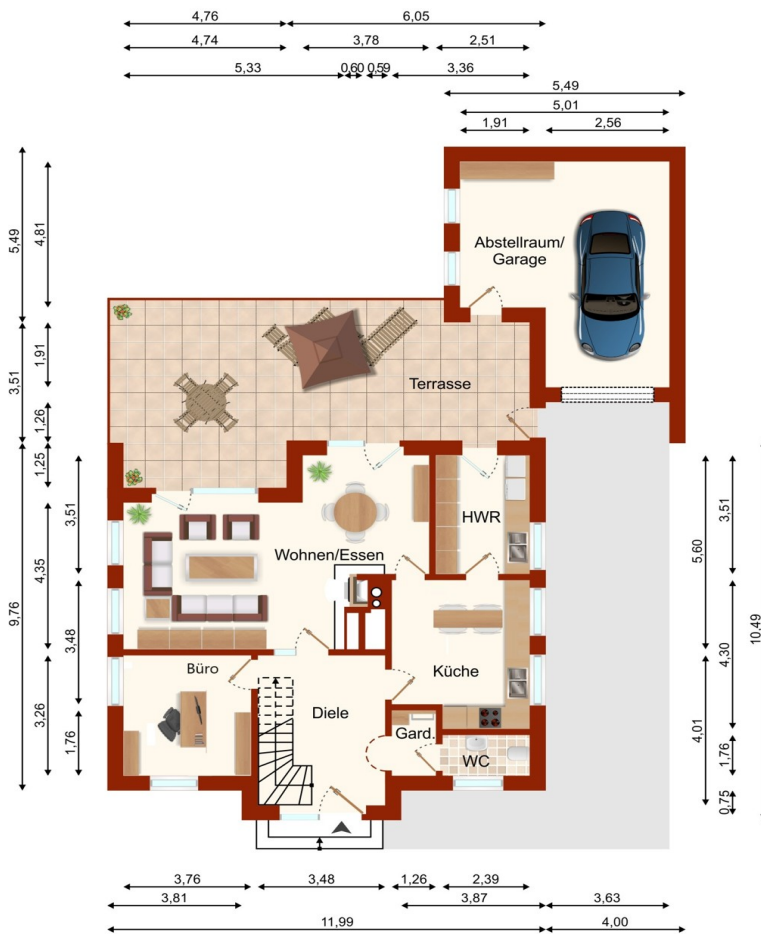 4,76 6,05
4,74 3,78 2,51
5,33 0,60 0,59 3,36
5,49
5,01
1,91 2,56
5,49
4,81
Abstellraum/
Garage
3,51
1,91
1,26
Terrasse
1,25
9,76
3,51
4,35
3,48
3,26
1,76
HWR
Wohnen/Essen
Küche
Büro
Diele
Gard.
WC
3,51
5,60
10,49
4,30
4,01
1,76
0,75
3,76 3,48 1,26 2,39
3,81 3,87 3,63
11,99 4,00